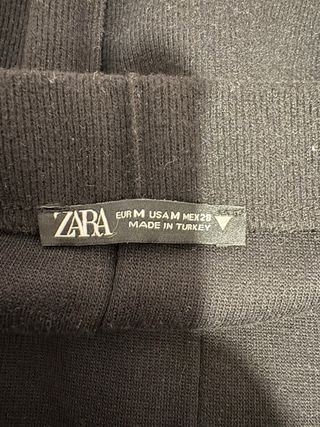 ZARA
EUR M USA M MEX 28
MADE IN TURKEY